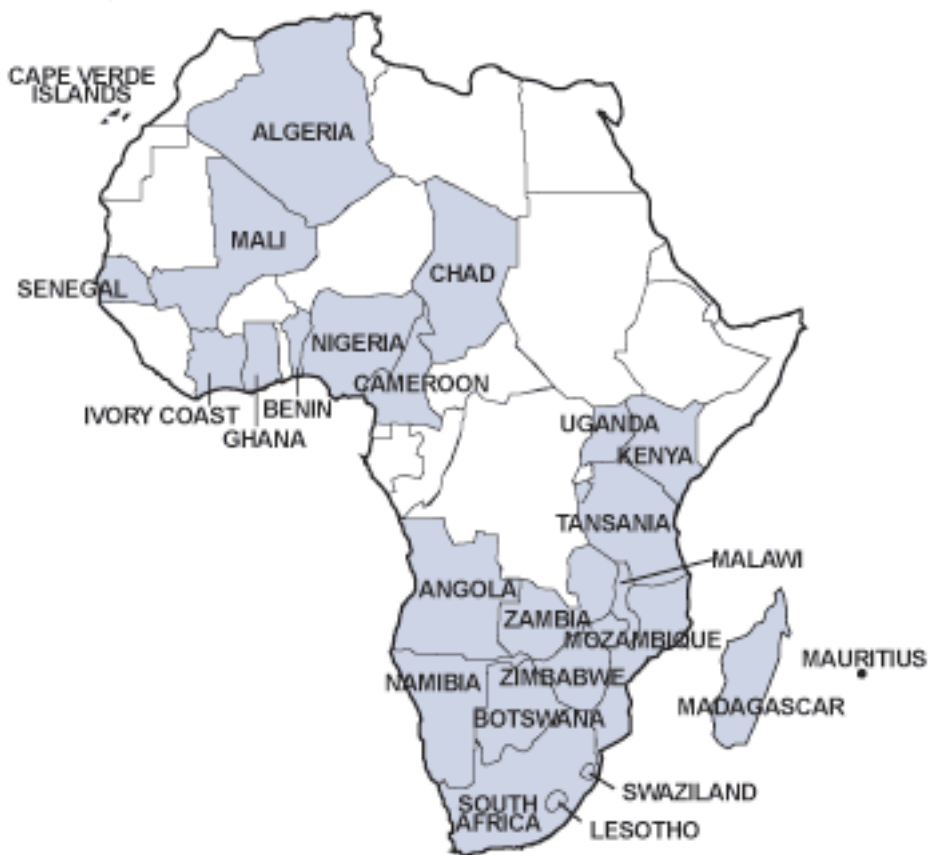 CAPE VERDE
ISLANDS
ALGERIA
MALI
CHAD
SENEGAL
NIGERIA
CAMEROON
IVORY COAST
BENIN
GHANA
UGANDA
KENYA
TANSANIA
MALAWI
ANGOLA
ZAMBIA
MOZAMBIQUE
MAURITIUS
NAMIBIA
ZIMBABWE
MADAGASCAR
BOTSWANA
SWAZILAND
SOUTH
AFRICA
LESOTHO